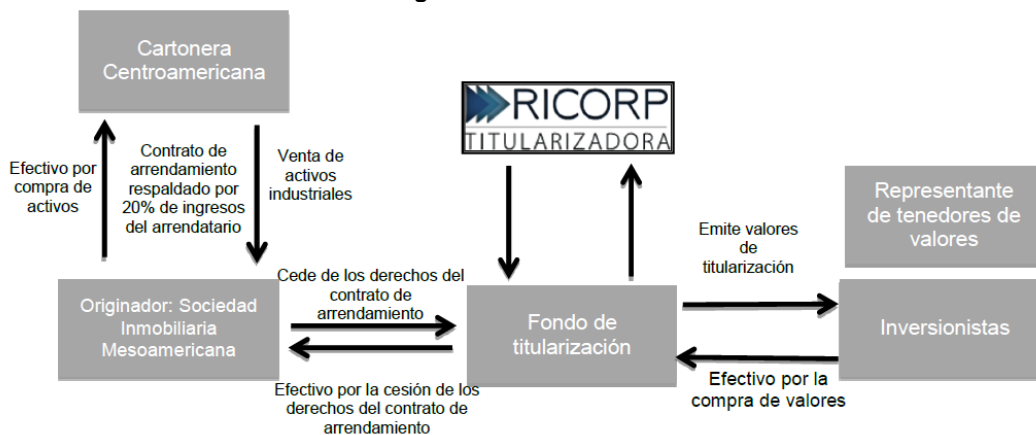 Cartonera
Centroamericana
RICORP
TITULARIZADORA
Efectivo por
compra de
activos
Contrato de
arrendamiento
respaldado por
20% de ingresos
del arrendatario
Venta de
activos
industriales
Representante
de tenedores de
valores
Emite valores
de
titularización
Cede de los derechos del
contrato de
arrendamiento
Originador: Sociedad
Inmobiliaria
Mesoamericana
Fondo de
titularización
Inversionistas
Efectivo por la cesión de los
derechos del contrato de
arrendamiento
Efectivo por la
compra de valores